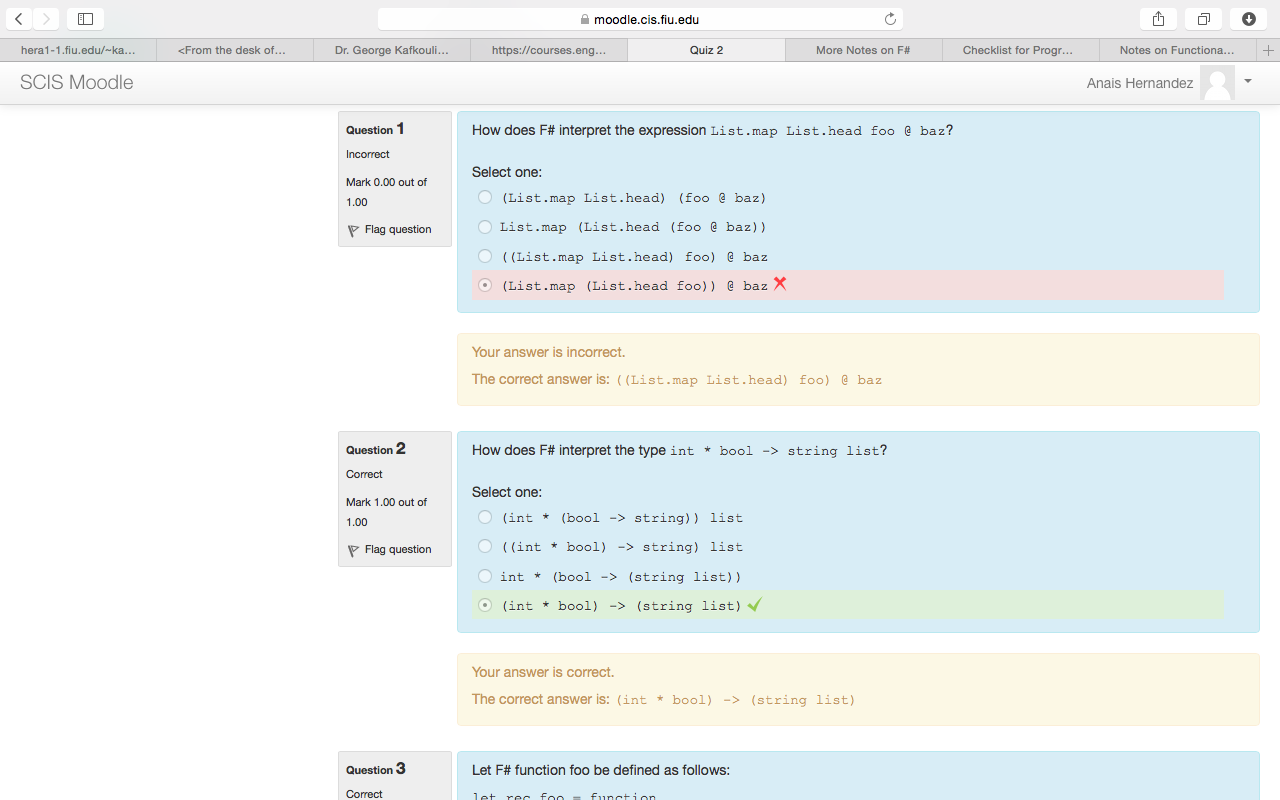 moodle.cis.fiu.edu
hera1-1.fiu.edu/~ka...
<From the desk of...
Dr. George Kafkouli...
https://courses.eng...
Quiz 2
More Notes on F#
Checklist for Progr...
Notes on Functiona...
SCIS Moodle
Anais Hernandez
Question 1
Incorrect
Mark 0.00 out of
1.00
Flag question
How does F# interpret the expression List.map List.head foo @ baz?
Select one:
(List.map List.head) (foo @ baz)
List.map (List.head (foo @ baz))
((List.map List.head) foo) @ baz
(List.map (List.head foo)) @ baz
Your answer is incorrect.
The correct answer is: ((List.map List.head) foo) @ baz
Question 2
Correct
Mark 1.00 out of
1.00
Flag question
How does F# interpret the type int * bool -> string list?
Select one:
(int * (bool -> string)) list
((int * bool) -> string) list
int * (bool -> (string list))
(int * bool) -> (string list)
Your answer is correct.
The correct answer is: (int * bool) -> (string list)
Question 3
Correct
Let F# function foo be defined as follows:
let rec foo = function